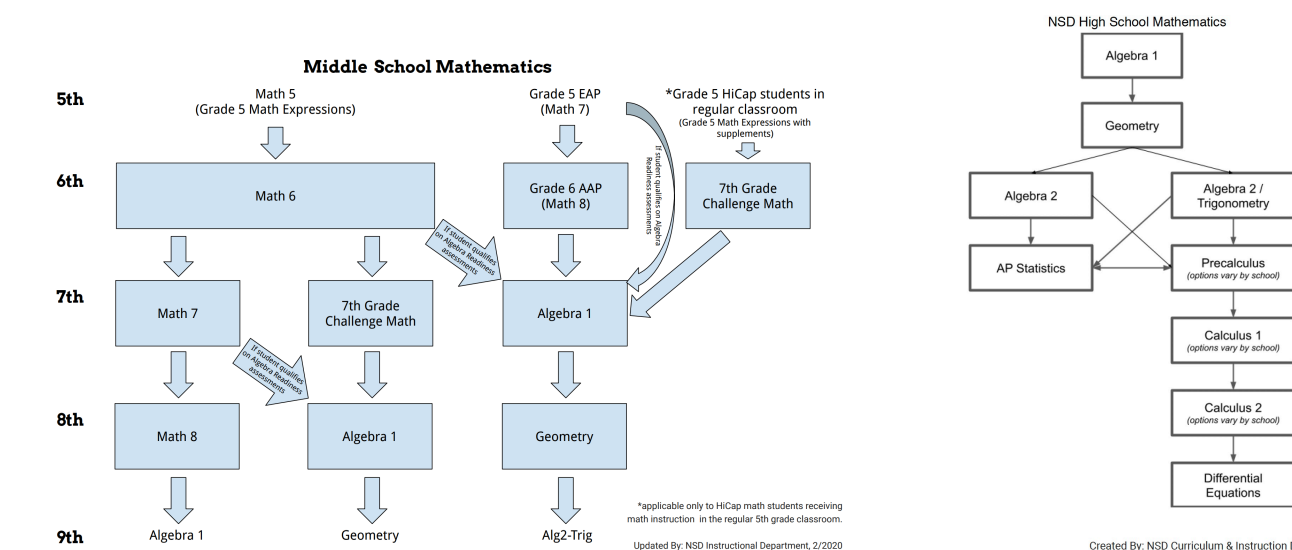 Middle School Mathematics
5th
Math 5
(Grade 5 Math Expressions)
Grade 5 EAP
(Math 7)
*Grade 5 HiCap students in
regular classroom
(Grade 5 Math Expressions with
supplements)
If student qualifies on Algebra
Readiness assessments
6th
Math 6
Grade 6 AAP
(Math 8)
7th Grade
Challenge Math
If student qualifies
on Algebra Readiness
assessments
7th
Math 7
7th Grade
Challenge Math
Algebra 1
If student qualifies
on Algebra Readiness
assessments
8th
Math 8
Algebra 1
Geometry
9th
Algebra 1
Geometry
Alg2-Trig
*applicable only to HiCap math students receiving
math instruction in the regular 5th grade classroom.
Updated By: NSD Instructional Department, 2/2020
NSD High School Mathematics
Algebra 1
Geometry
Algebra 2
Algebra 2 /
Trigonometry
AP Statistics
Precalculus
(options vary by school)
Calculus 1
(options vary by school)
Calculus 2
(options vary by school)
Differential
Equations
Created By: NSD Curriculum & Instruction